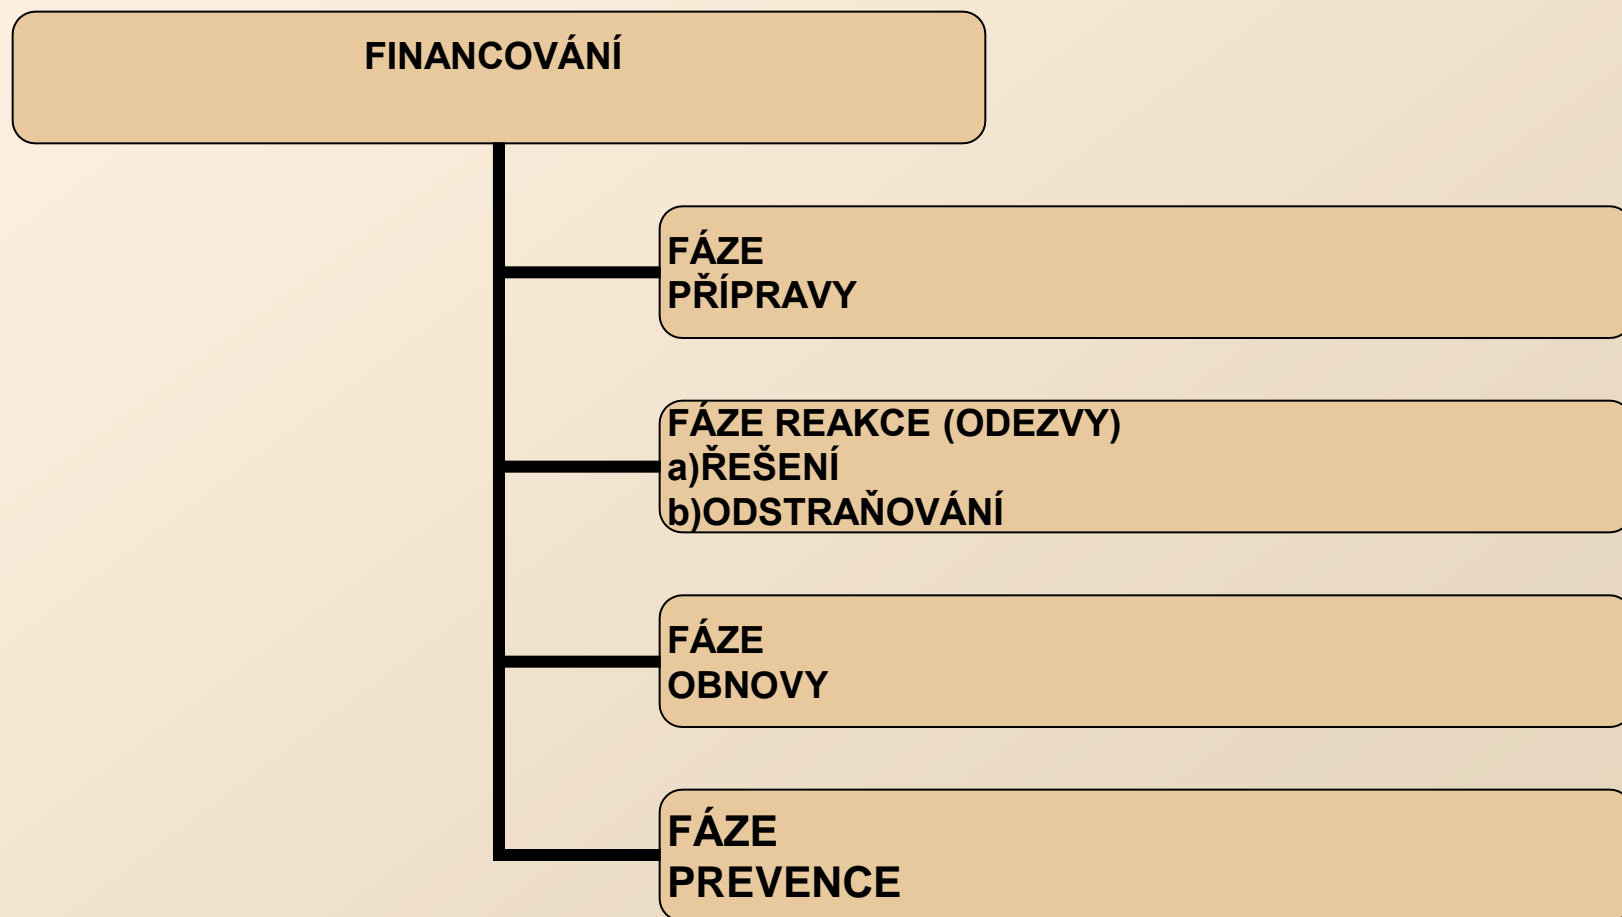 FINANCOVÁNÍ
FÁZE
PŘÍPRAVY
FÁZE REAKCE (ODEZVY)
a)ŘEŠENÍ
b)ODSTRAŇOVÁNÍ
FÁZE
OBNOVY
FÁZE
PREVENCE